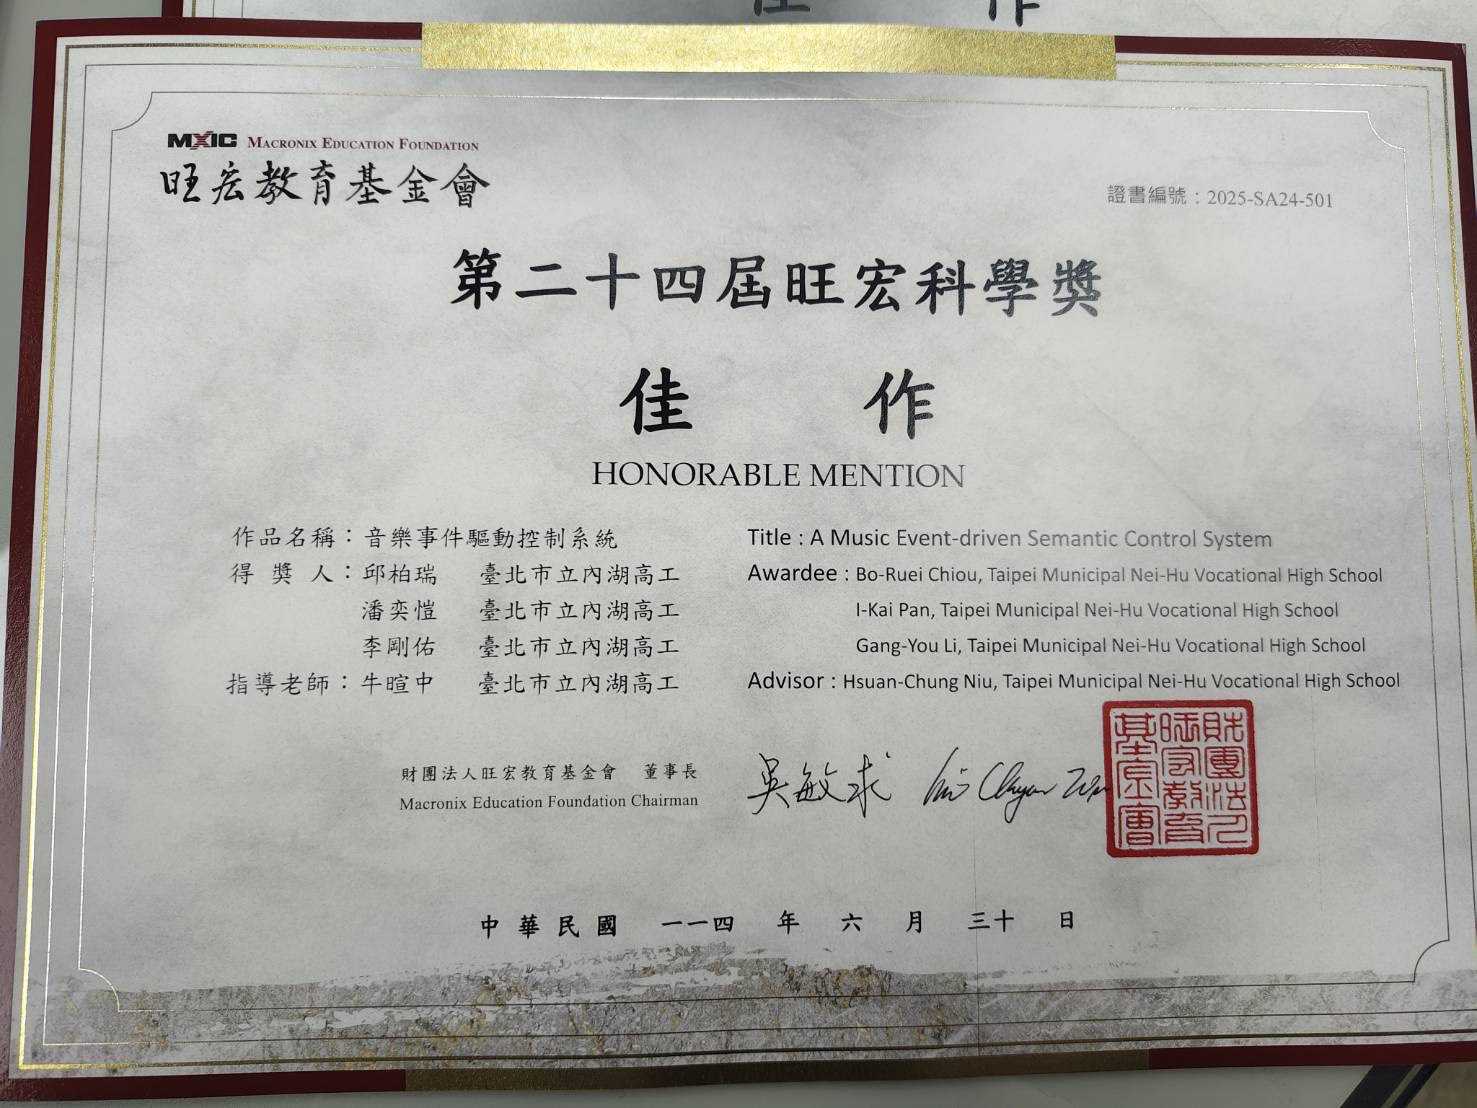 佳 作
MXIC MACRONIX EDUCATION FOUNDATION
旺宏教育基金會
證書編號：2025-SA24-501
第二十四屆旺宏科學獎
佳 作
HONORABLE MENTION
作品名稱：音樂事件驅動控制系統
得 獎 人：邱柏瑞 臺北市立內湖高工
潘奕愷 臺北市立內湖高工
李剛佑 臺北市立內湖高工
指導老師：牛暄中 臺北市立內湖高工
Title : A Music Event-driven Semantic Control System
Awardee : Bo-Ruei Chiou, Taipei Municipal Nei-Hu Vocational High School
I-Kai Pan, Taipei Municipal Nei-Hu Vocational High School
Gang-You Li, Taipei Municipal Nei-Hu Vocational High School
Advisor : Hsuan-Chung Niu, Taipei Municipal Nei-Hu Vocational High School
財團法人旺宏教育基金會 董事長
Macronix Education Foundation Chairman
吳敏求
財團法人旺宏教育基金會
中華民國 一一四 年 六 月 三十 日